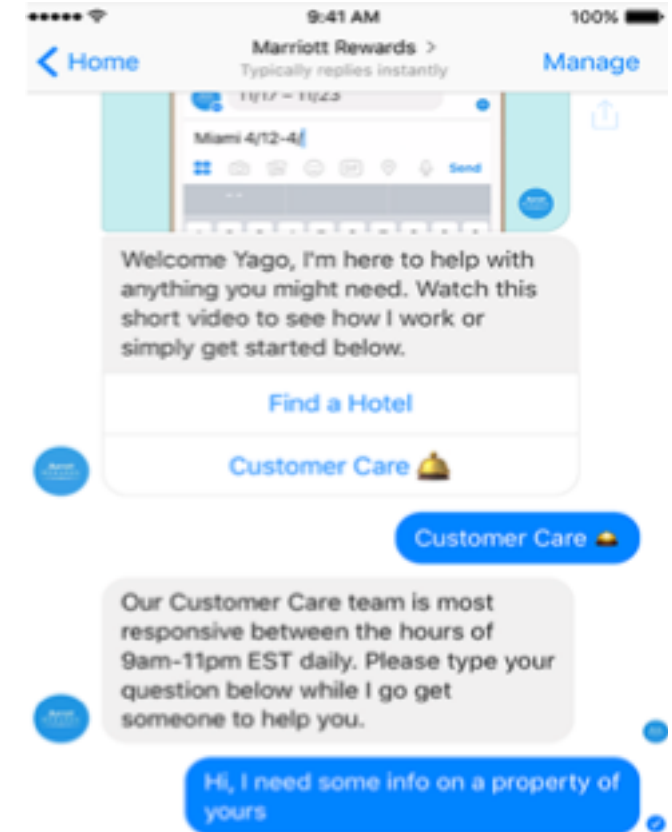 9:41 AM
100%
Home
Marriott Rewards >
Manage
Typically replies instantly
11/17 – 11/23
Miami 4/12-4/
Send
Welcome Yago, I'm here to help with
anything you might need. Watch this
short video to see how I work or
simply get started below.
Find a Hotel
Customer Care 🛎️
Customer Care 🛎️
Our Customer Care team is most
responsive between the hours of
9am-11pm EST daily. Please type your
question below while I go get
someone to help you.
Hi, I need some info on a property of
yours